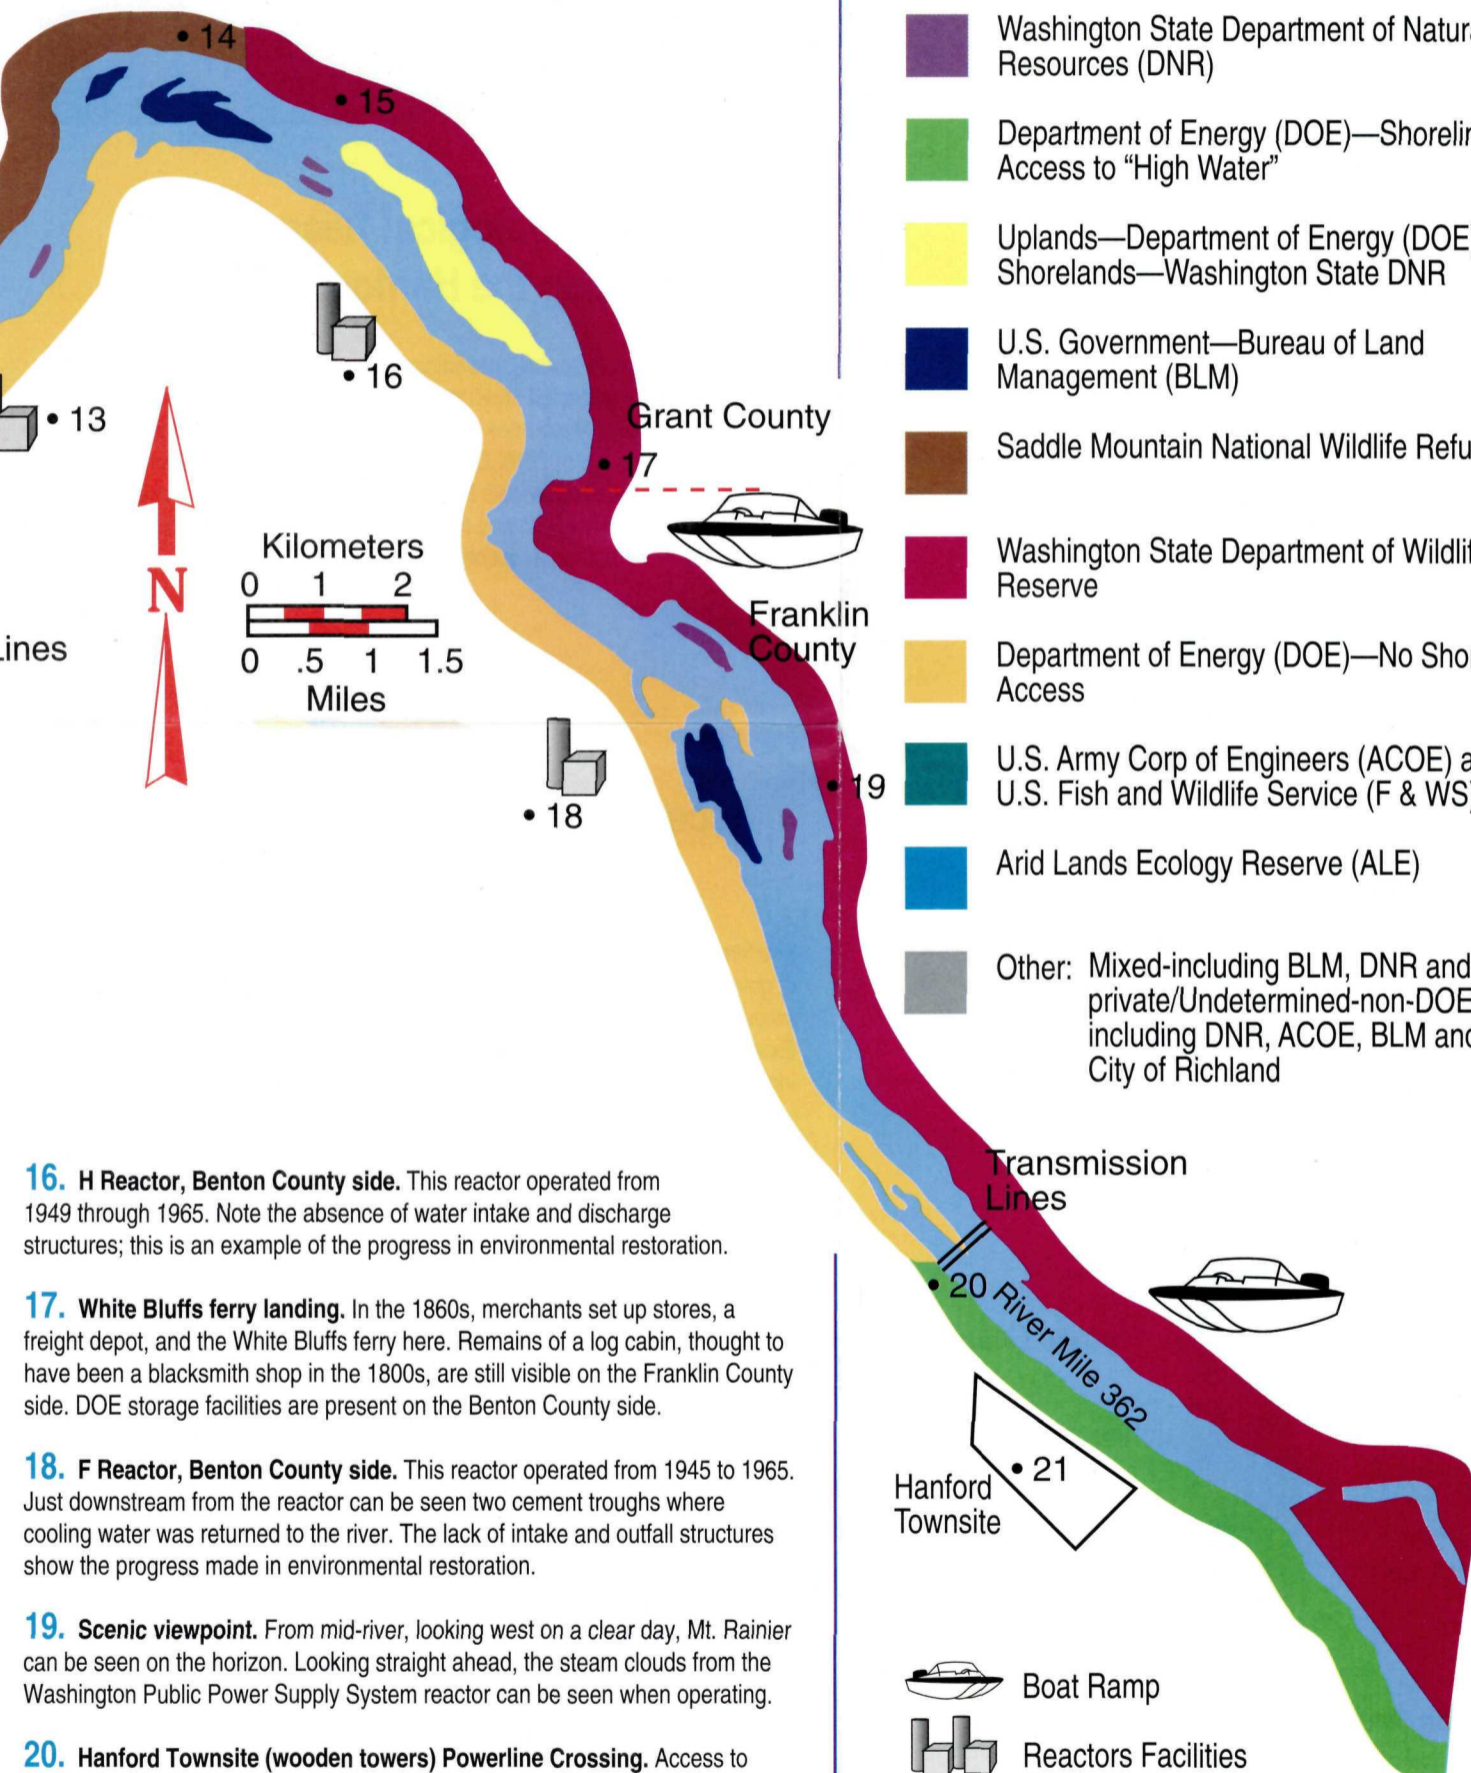 • 14
• 15
• 16
• 13
Grant County
• 17
N
Kilometers
0 1 2
0 .5 1 1.5
Miles
Lines
Franklin
County
• 18
• 19
Transmission
Lines
• 20
River Mile 362
• 21
Hanford
Townsite
Washington State Department of Natur
Resources (DNR)
Department of Energy (DOE)—Shorelin
Access to “High Water”
Uplands—Department of Energy (DOE
Shorelands—Washington State DNR
U.S. Government—Bureau of Land
Management (BLM)
Saddle Mountain National Wildlife Refu
Washington State Department of Wildlif
Reserve
Department of Energy (DOE)—No Sho
Access
U.S. Army Corp of Engineers (ACOE) a
U.S. Fish and Wildlife Service (F & WS)
Arid Lands Ecology Reserve (ALE)
Other: Mixed-including BLM, DNR and
private/Undetermined-non-DOE
including DNR, ACOE, BLM and
City of Richland
Boat Ramp
Reactors Facilities
16. H Reactor, Benton County side. This reactor operated from
1949 through 1965. Note the absence of water intake and discharge
structures; this is an example of the progress in environmental restoration.
17. White Bluffs ferry landing. In the 1860s, merchants set up stores, a
freight depot, and the White Bluffs ferry here. Remains of a log cabin, thought to
have been a blacksmith shop in the 1800s, are still visible on the Franklin County
side. DOE storage facilities are present on the Benton County side.
18. F Reactor, Benton County side. This reactor operated from 1945 to 1965.
Just downstream from the reactor can be seen two cement troughs where
cooling water was returned to the river. The lack of intake and outfall structures
show the progress made in environmental restoration.
19. Scenic viewpoint. From mid-river, looking west on a clear day, Mt. Rainier
can be seen on the horizon. Looking straight ahead, the steam clouds from the
Washington Public Power Supply System reactor can be seen when operating.
20. Hanford Townsite (wooden towers) Powerline Crossing. Access to